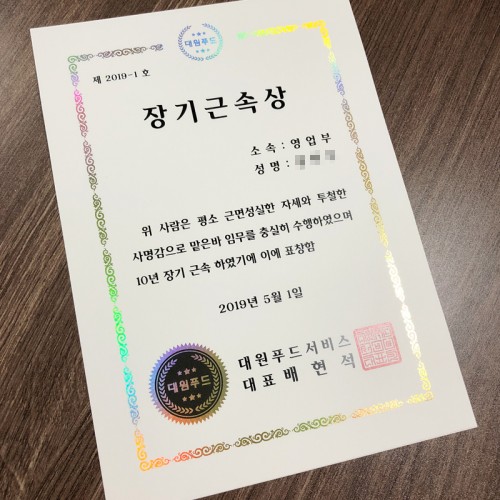 대원푸드
제 2019-1 호
장기근속상
소 속 : 영 업 부
성 명 :
위 사람은 평소 근면성실한 자세와 투철한
사명감으로 맡은바 임무를 충실히 수행하였으며
10년 장기 근속 하였기에 이에 표창함
2019년 5월 1일
대원푸드
대원푸드서비스
대표배 현 석